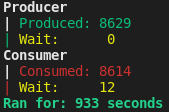 Producer
| Produced: 8629
| Wait:      0
Consumer
| Consumed: 8614
| Wait:     12
Ran for: 933 seconds